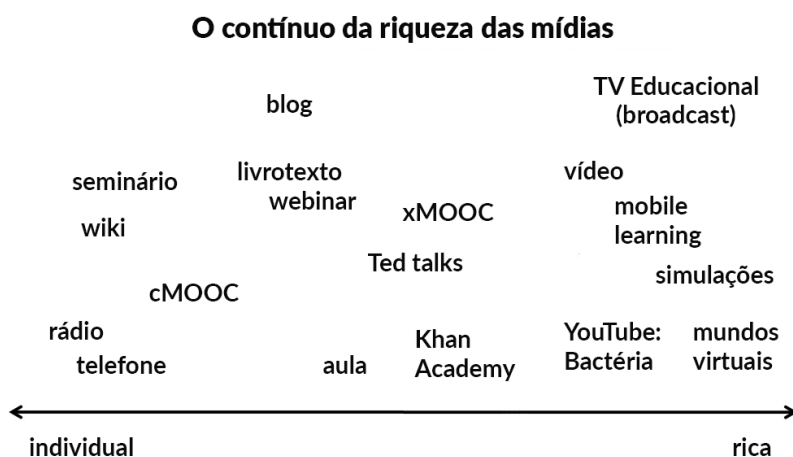 O contínuo da riqueza das mídias
TV Educacional
(broadcast)
blog
seminário
livrotexto
webinar
vídeo
wiki
xMOOC
mobile
learning
Ted talks
simulações
cMOOC
rádio
telefone
aula
Khan
Academy
YouTube:
Bactéria
mundos
virtuais
individual
rica